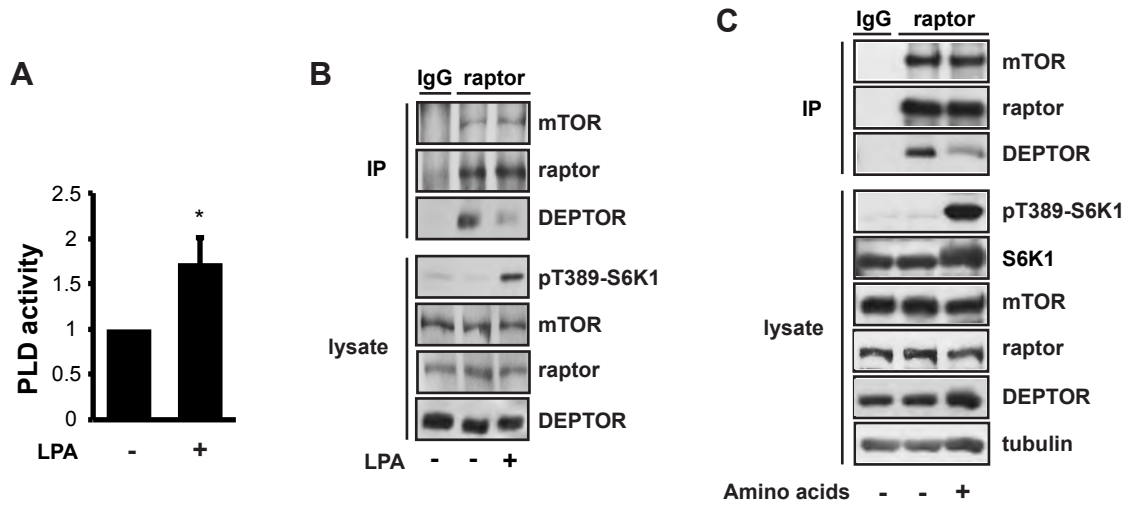 A
2.5
2
1.5
1
0.5
0
PLD activity
*
LPA - +
B
IgG raptor
IP
mTOR
raptor
DEPTOR
lysate
pT389-S6K1
mTOR
raptor
DEPTOR
LPA - - +
C
IgG raptor
IP
mTOR
raptor
DEPTOR
lysate
pT389-S6K1
S6K1
mTOR
raptor
DEPTOR
tubulin
Amino acids - - +